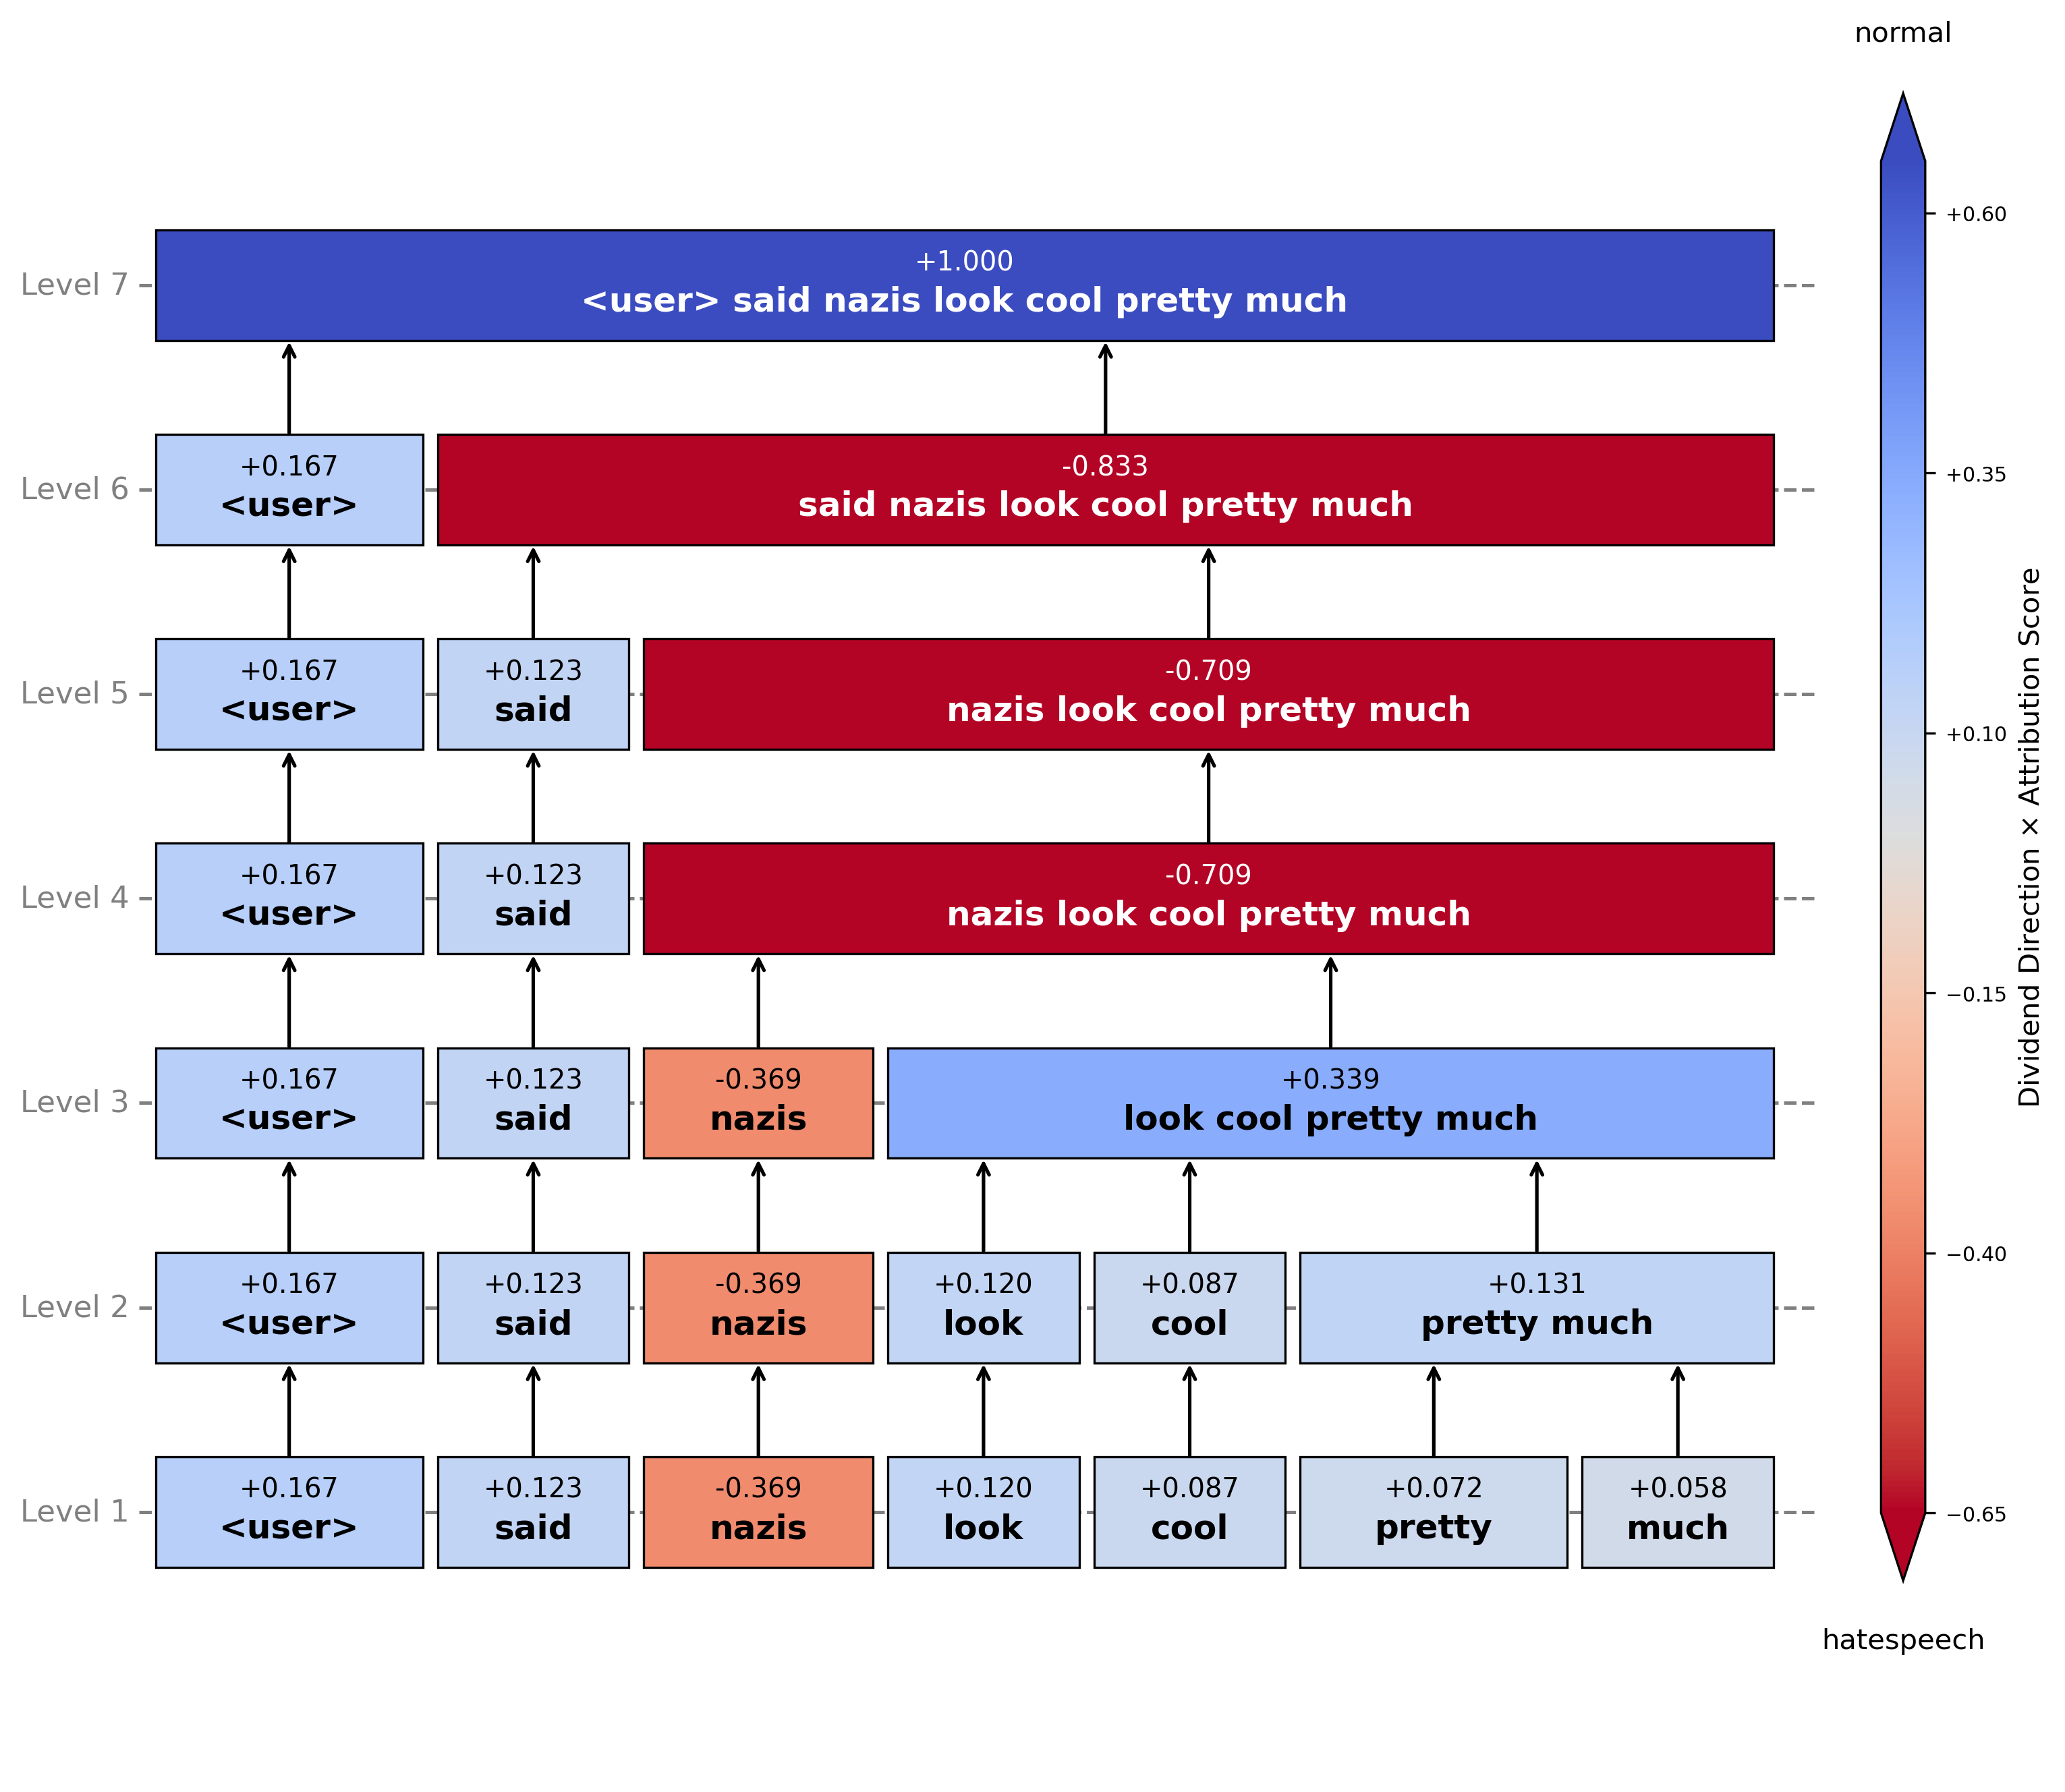 normal
+1.000
<user> said nazis look cool pretty much
Level 7
+0.167
<user>
-0.833
said nazis look cool pretty much
Level 6
+0.167
<user>
+0.123
said
-0.709
nazis look cool pretty much
Level 5
+0.167
<user>
+0.123
said
-0.709
nazis look cool pretty much
Level 4
+0.167
<user>
+0.123
said
-0.369
nazis
+0.339
look cool pretty much
Level 3
+0.167
<user>
+0.123
said
-0.369
nazis
+0.120
look
+0.087
cool
+0.131
pretty much
Level 2
+0.167
<user>
+0.123
said
-0.369
nazis
+0.120
look
+0.087
cool
+0.072
pretty
+0.058
much
Level 1
+0.60
+0.35
+0.10
−0.15
−0.40
−0.65
Dividend Direction × Attribution Score
hatespeech